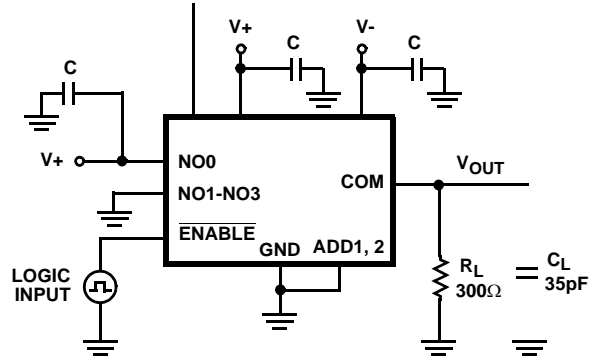 V+
V-
C
C
C
V+
NO0
NO1-NO3
COM
VOUT
ENABLE
GND
ADD1, 2
LOGIC
INPUT
RL
300Ω
CL
35pF